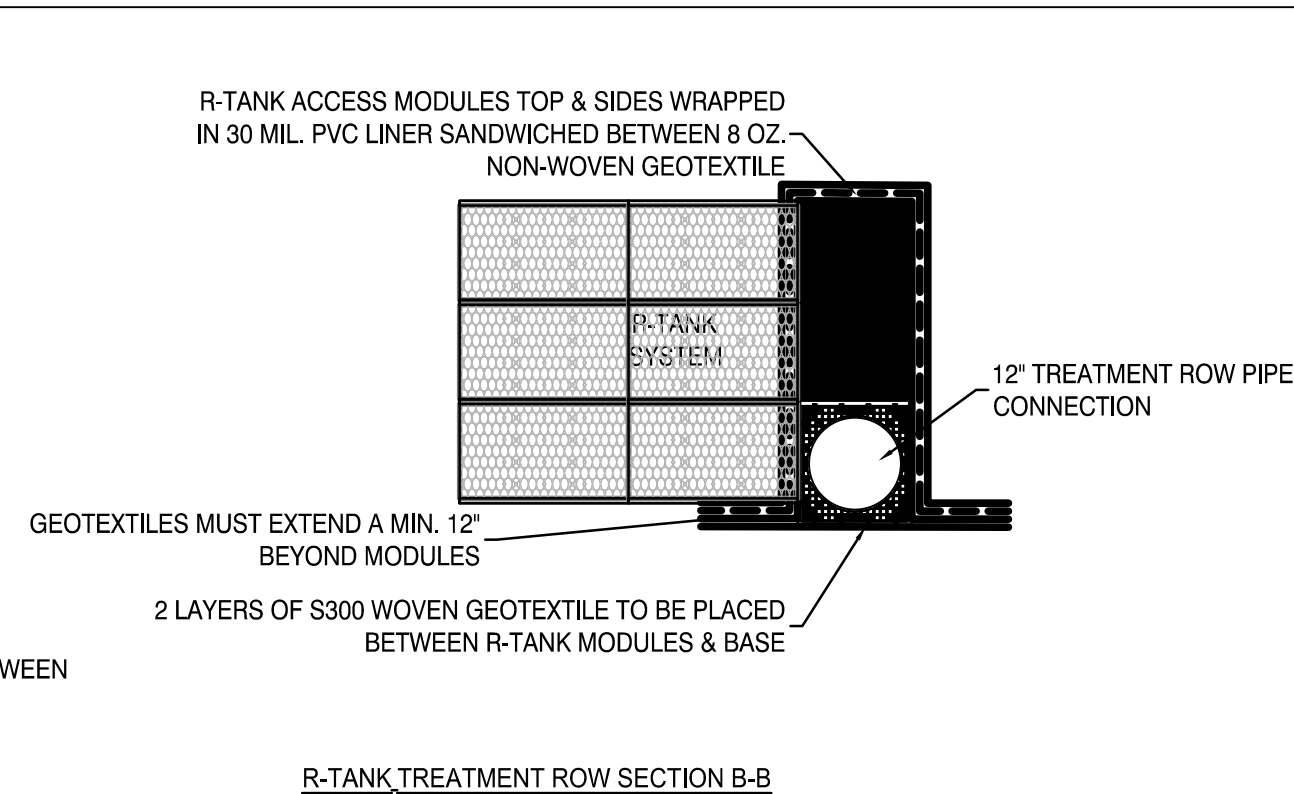 R-TANK ACCESS MODULES TOP & SIDES WRAPPED
IN 30 MIL. PVC LINER SANDWICHED BETWEEN 8 OZ.
NON-WOVEN GEOTEXTILE
R-TANK
SYSTEM
12" TREATMENT ROW PIPE
CONNECTION
GEOTEXTILES MUST EXTEND A MIN. 12"
BEYOND MODULES
2 LAYERS OF S300 WOVEN GEOTEXTILE TO BE PLACED
BETWEEN R-TANK MODULES & BASE
WEEN
R-TANK TREATMENT ROW SECTION B-B